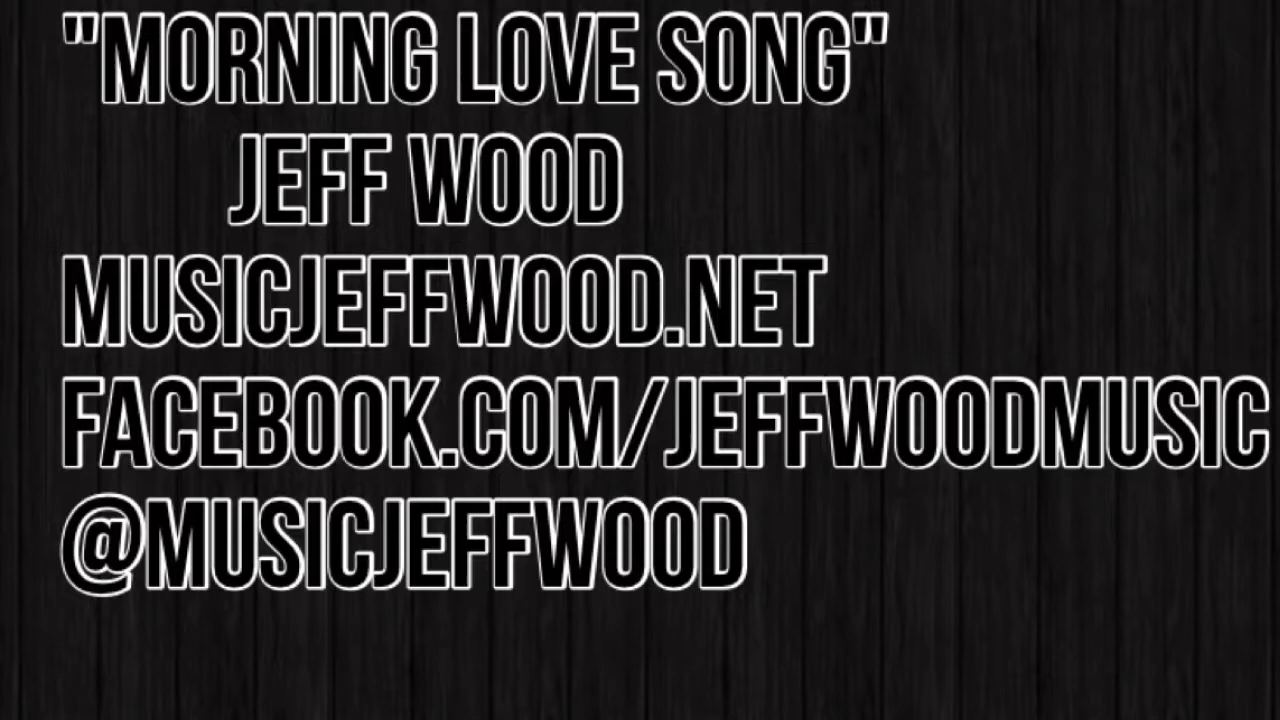 "MORNING LOVE SONG"
JEFF WOOD
MUSICJEFFWOOD.NET
FACEBOOK.COM/JEFFWOODMUSIC
@MUSICJEFFWOOD